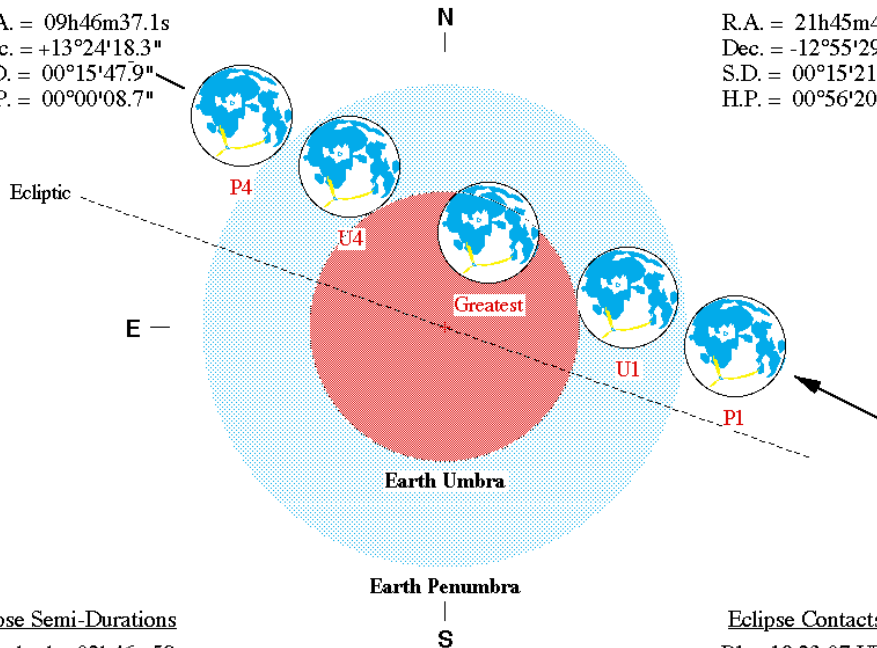 N
09h46m37.1s
+13°24'18.3"
00°15'47.9"
00°00'08.7"
R.A. = 21h45m4
Dec. = -12°55'29
S.D. = 00°15'21
H.P. = 00°56'20
P4
Ecliptic
U4
Greatest
E
U1
P1
Earth Umbra
Earth Penumbra
Semi-Durations
Eclipse Contacts
S